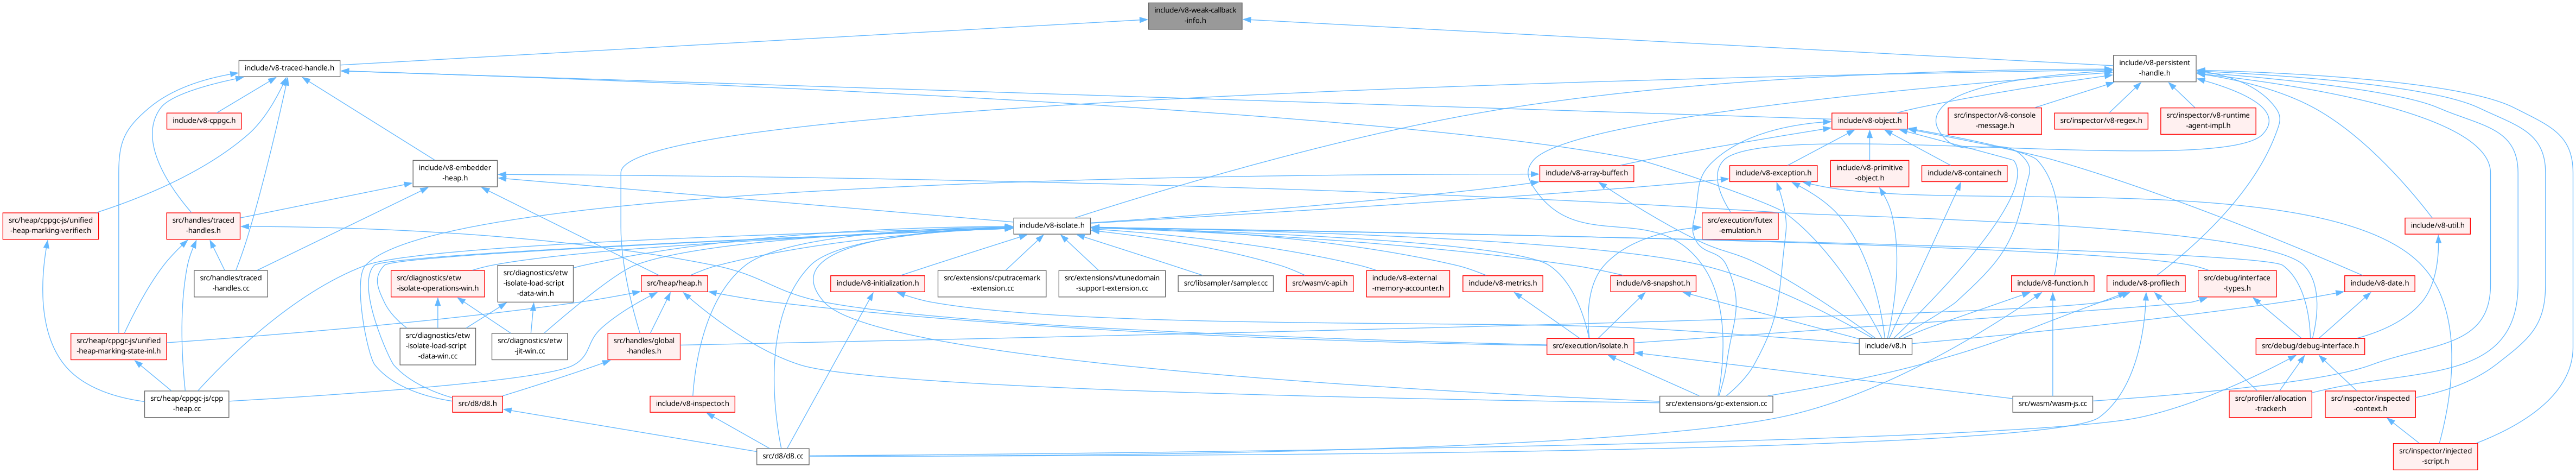 include/v8-weak-callback
-info.h
include/v8-traced-handle.h
include/v8-persistent
-handle.h
include/v8-cppgc.h
include/v8-object.h
src/inspector/v8-console
-message.h
src/inspector/v8-regex.h
src/inspector/v8-runtime
-agent-impl.h
include/v8-embedder
-heap.h
include/v8-array-buffer.h
include/v8-exception.h
include/v8-primitive
-object.h
include/v8-container.h
src/heap/cppgc-js/unified
-heap-marking-verifier.h
src/handles/traced
-handles.h
include/v8-isolate.h
src/execution/futex
-emulation.h
include/v8-util.h
src/handles/traced
-handles.cc
src/diagnostics/etw
-isolate-operations-win.h
src/diagnostics/etw
-isolate-load-script
-data-win.h
src/heap/heap.h
include/v8-initialization.h
src/extensions/cputracemark
-extension.cc
src/extensions/vtunedomain
-support-extension.cc
src/libsampler/sampler.cc
src/wasm/c-api.h
include/v8-external
-memory-accounter.h
include/v8-metrics.h
include/v8-snapshot.h
include/v8-function.h
include/v8-profiler.h
src/debug/interface
-types.h
include/v8-date.h
src/heap/cppgc-js/unified
-heap-marking-state-inl.h
src/diagnostics/etw
-isolate-load-script
-data-win.cc
src/diagnostics/etw
-jit-win.cc
src/handles/global
-handles.h
src/execution/isolate.h
include/v8.h
src/debug/debug-interface.h
src/heap/cppgc-js/cpp
-heap.cc
src/d8/d8.h
include/v8-inspector.h
src/extensions/gc-extension.cc
src/wasm/wasm-js.cc
src/profiler/allocation
-tracker.h
src/inspector/inspected
-context.h
src/d8/d8.cc
src/inspector/injected
-script.h